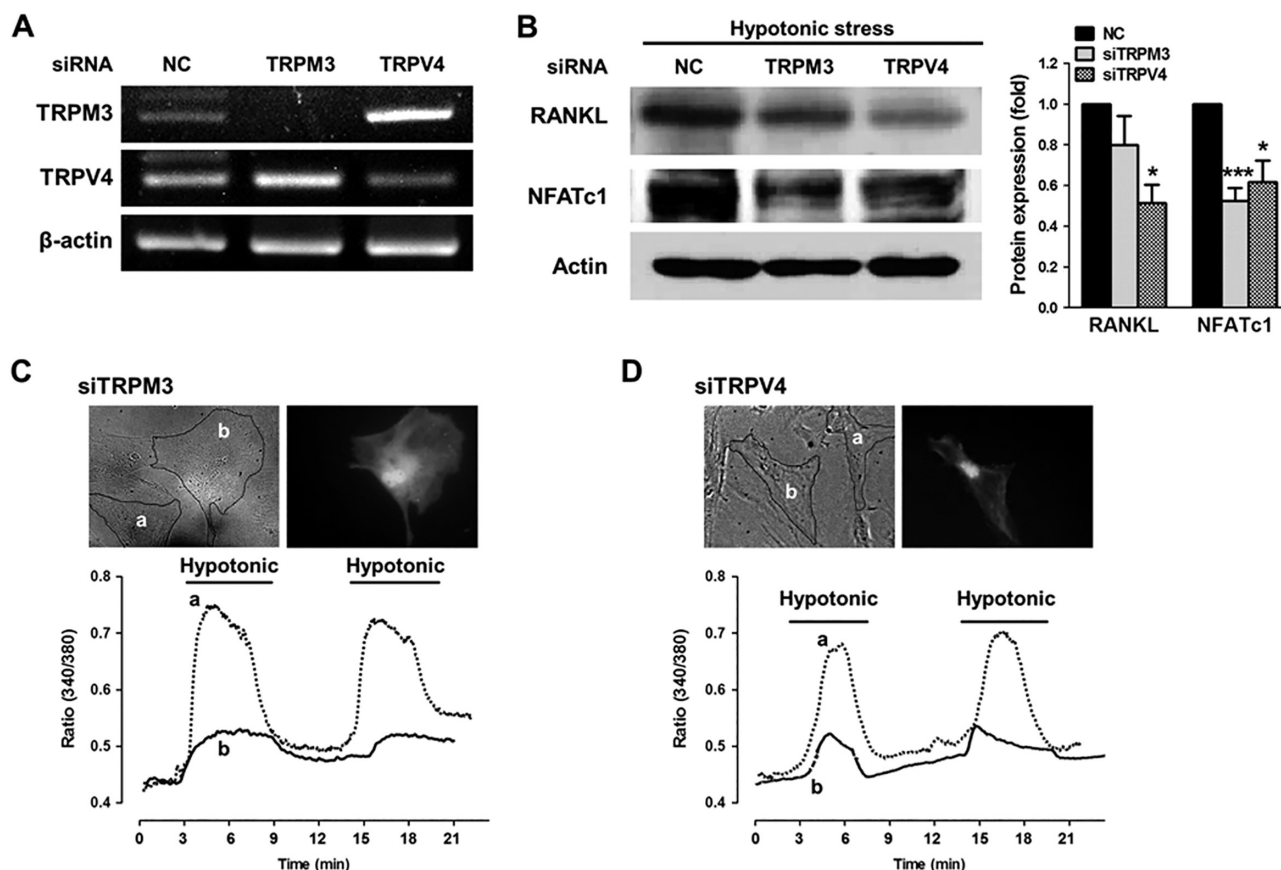 A
siRNA NC TRPM3 TRPV4
TRPM3
TRPV4
β-actin
B
Hypotonic stress
siRNA NC TRPM3 TRPV4
RANKL
NFATc1
Actin
NC
siTRPM3
siTRPV4
Protein expression (fold)
1.2
1.0
0.8
0.6
0.4
0.2
0.0
*
***
*
RANKL NFATc1
C
siTRPM3
b
a
Hypotonic Hypotonic
Ratio (340/380)
0.8
0.7
0.6
0.5
0.4
a
b
0 3 6 9 12 15 18 21
Time (min)
D
siTRPV4
a
b
Hypotonic Hypotonic
Ratio (340/380)
0.8
0.7
0.6
0.5
0.4
a
b
0 3 6 9 12 15 18 21
Time (min)